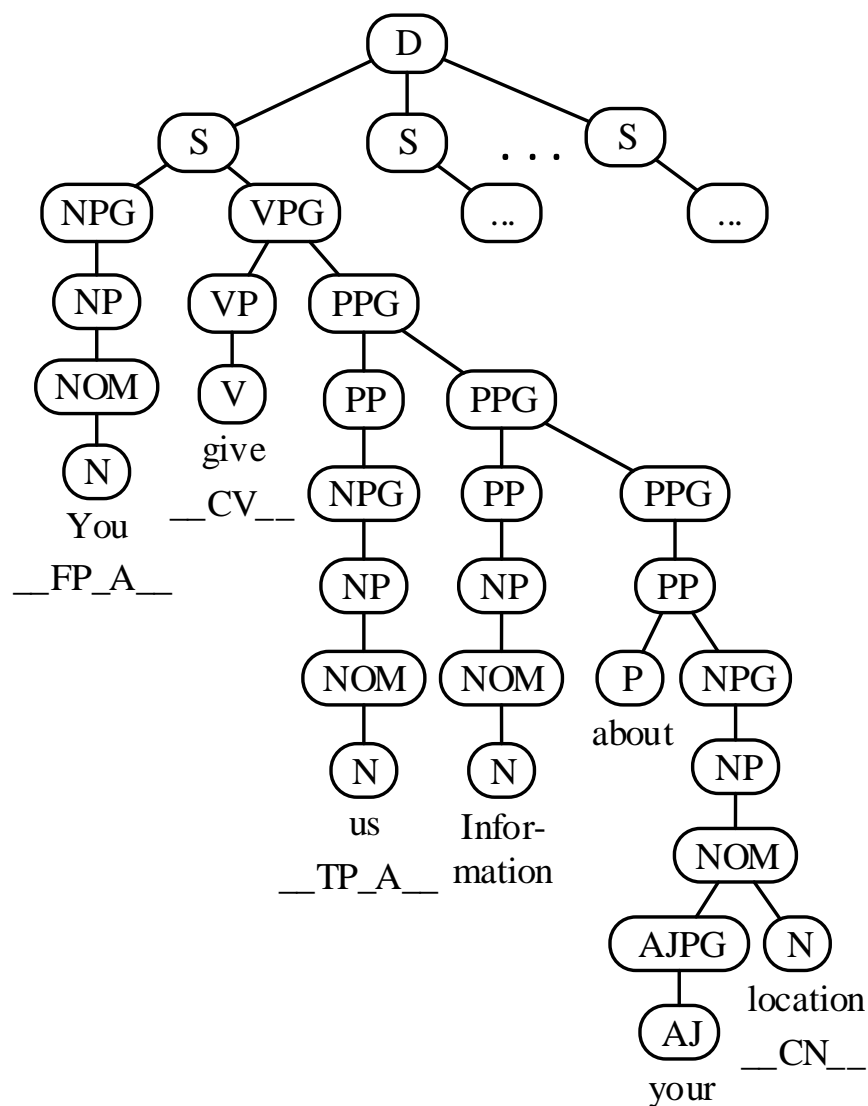 D
S S . . . S
NPG VPG ... ...
NP VP PPG
NOM V PP PPG
give
N NPG PP PPG
You __CV__
__FP_A__ NP NP PP
NOM NOM P NPG
about
N N NP
us Infor-
__TP_A__ mation NOM
AJPG N
location
AJ __CN__
your